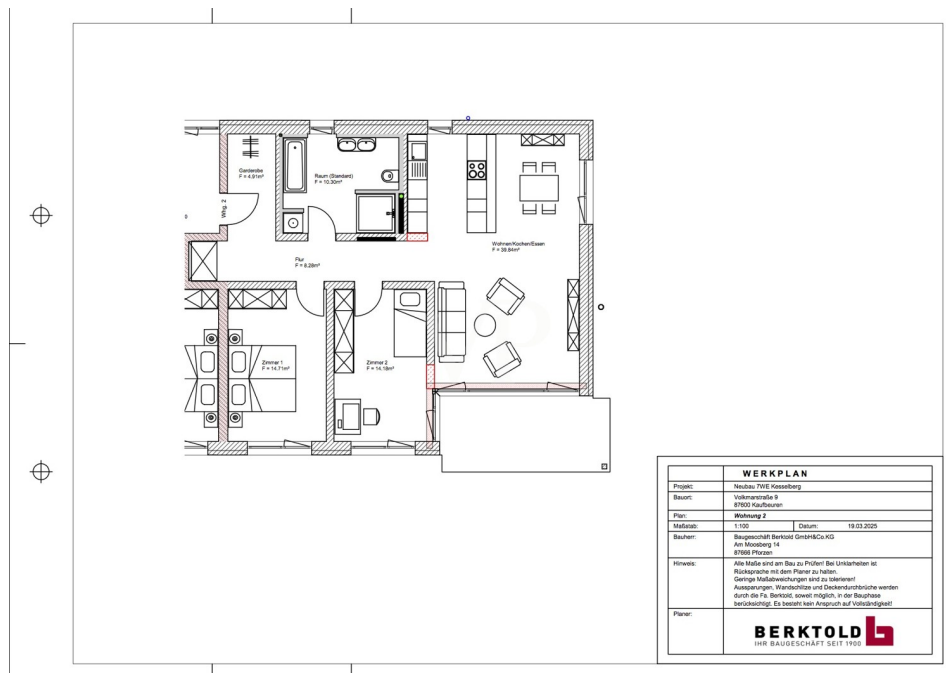 Garderobe
F = 4.91m²
Raum (Standard)
F = 10.30m²
Whg. 2
Wohnen/Kochen/Essen
F = 39.84m²
Flur
F = 8.28m²
Zimmer 1
F = 14.71m²
Zimmer 2
F = 14.18m²
WERKPLAN
Projekt: Neubau 7WE Kesselberg
Bauort: Volkmarstraße 9
87600 Kaufbeuren
Plan: Wohnung 2
Maßstab: 1:100 Datum: 19.03.2025
Bauherr: Baugeschäft Berktold GmbH&Co.KG
Am Moosberg 14
87666 Pforzen
Hinweis: Alle Maße sind am Bau zu Prüfen! Bei Unklarheiten ist
Rücksprache mit dem Planer zu halten.
Geringe Maßabweichungen sind zu tolerieren!
Aussparungen, Wandschlitze und Deckendurchbrüche werden
durch die Fa. Berktold, soweit möglich, in der Bauphase
berücksichtigt. Es besteht kein Anspruch auf Vollständigkeit!
Planer:
BERKTOLD
IHR BAUGESCHÄFT SEIT 1900